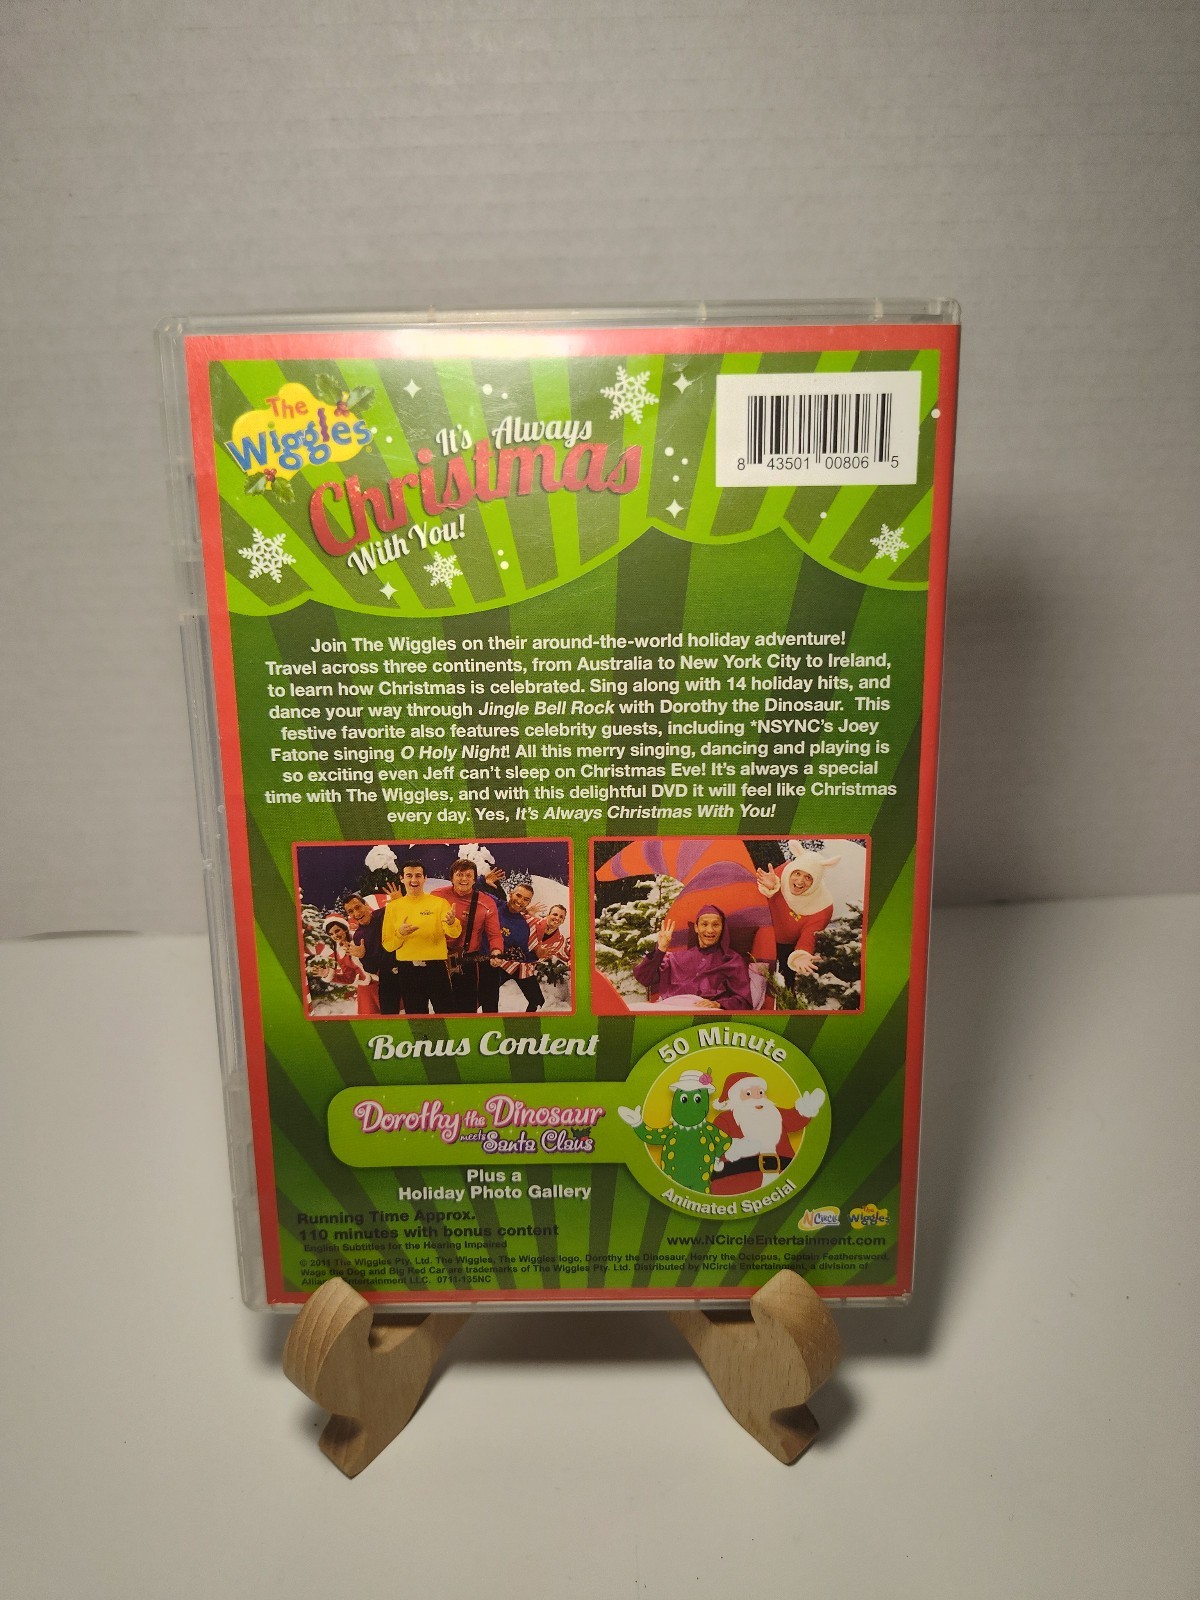 The
Wiggles
It's Always
Christmas
With You!
8 43501 00806 5
Join The Wiggles on their around-the-world holiday adventure!
Travel across three continents, from Australia to New York City to Ireland,
to learn how Christmas is celebrated. Sing along with 14 holiday hits, and
dance your way through Jingle Bell Rock with Dorothy the Dinosaur. This
festive favorite also features celebrity guests, including *NSYNC's Joey
Fatone singing O Holy Night! All this merry singing, dancing and playing is
so exciting even Jeff can't sleep on Christmas Eve! It's always a special
time with The Wiggles, and with this delightful DVD it will feel like Christmas
every day. Yes, It's Always Christmas With You!
Bonus Content
50 Minute
Dorothy the Dinosaur
meets Santa Claus
Animated Special
Plus a
Holiday Photo Gallery
Running Time Approx.
110 minutes with bonus content
English Subtitles for the Hearing Impaired
NCircle
The Wiggles
www.NCircleEntertainment.com
© 2011 The Wiggles Pty. Ltd. The Wiggles, The Wiggles logo, Dorothy the Dinosaur, Henry the Octopus, Captain Feathersword,
Wags the Dog and Big Red Car are trademarks of The Wiggles Pty. Ltd. Distributed by NCircle Entertainment, a division of
Entertainment LLC. 0711-135NC